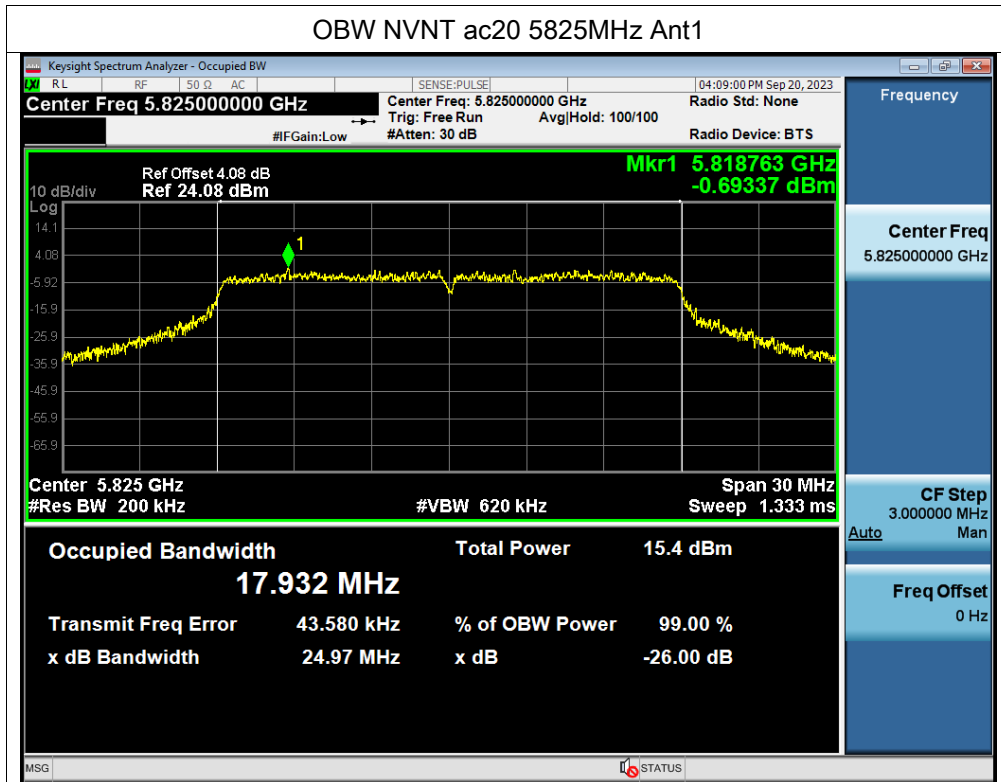 OBW NVNT ac20 5825MHz Ant1
Keysight Spectrum Analyzer - Occupied BW
LXI RL RF 50 Ω AC SENSE:PULSE 04:09:00 PM Sep 20, 2023
Center Freq 5.825000000 GHz
Center Freq: 5.825000000 GHz
Radio Std: None
Trig: Free Run Avg|Hold: 100/100
#IFGain:Low #Atten: 30 dB Radio Device: BTS
Mkr1 5.818763 GHz
-0.69337 dBm
Ref Offset 4.08 dB
10 dB/div Ref 24.08 dBm
Log
14.1
1
4.08
-5.92
-15.9
-25.9
-35.9
-45.9
-55.9
-65.9
Center 5.825 GHz Span 30 MHz
#Res BW 200 kHz #VBW 620 kHz Sweep 1.333 ms
Occupied Bandwidth Total Power 15.4 dBm
17.932 MHz
Transmit Freq Error 43.580 kHz % of OBW Power 99.00 %
x dB Bandwidth 24.97 MHz x dB -26.00 dB
MSG STATUS
Frequency
Center Freq
5.825000000 GHz
CF Step
3.000000 MHz
Auto Man
Freq Offset
0 Hz